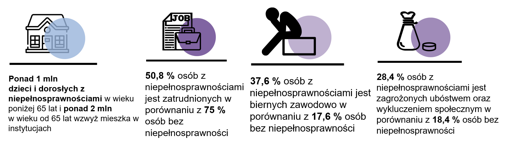 JOB
Ponad 1 mln
dzieci i dorosłych z
niepełnosprawnościami w wieku
poniżej 65 lat i ponad 2 mln
w wieku od 65 lat wzwyż mieszka w
instytucjach
50,8 % osób z
niepełnosprawnościami
jest zatrudnionych w
porównaniu z 75 %
osób bez
niepełnosprawności
37,6 % osób z
niepełnosprawnościami jest
biernych zawodowo w
porównaniu z 17,6 % osób
bez niepełnosprawności
28,4 % osób z
niepełnosprawnościami jest
zagrożonych ubóstwem oraz
wykluczeniem społecznym w
porównaniu z 18,4 % osób bez
niepełnosprawności